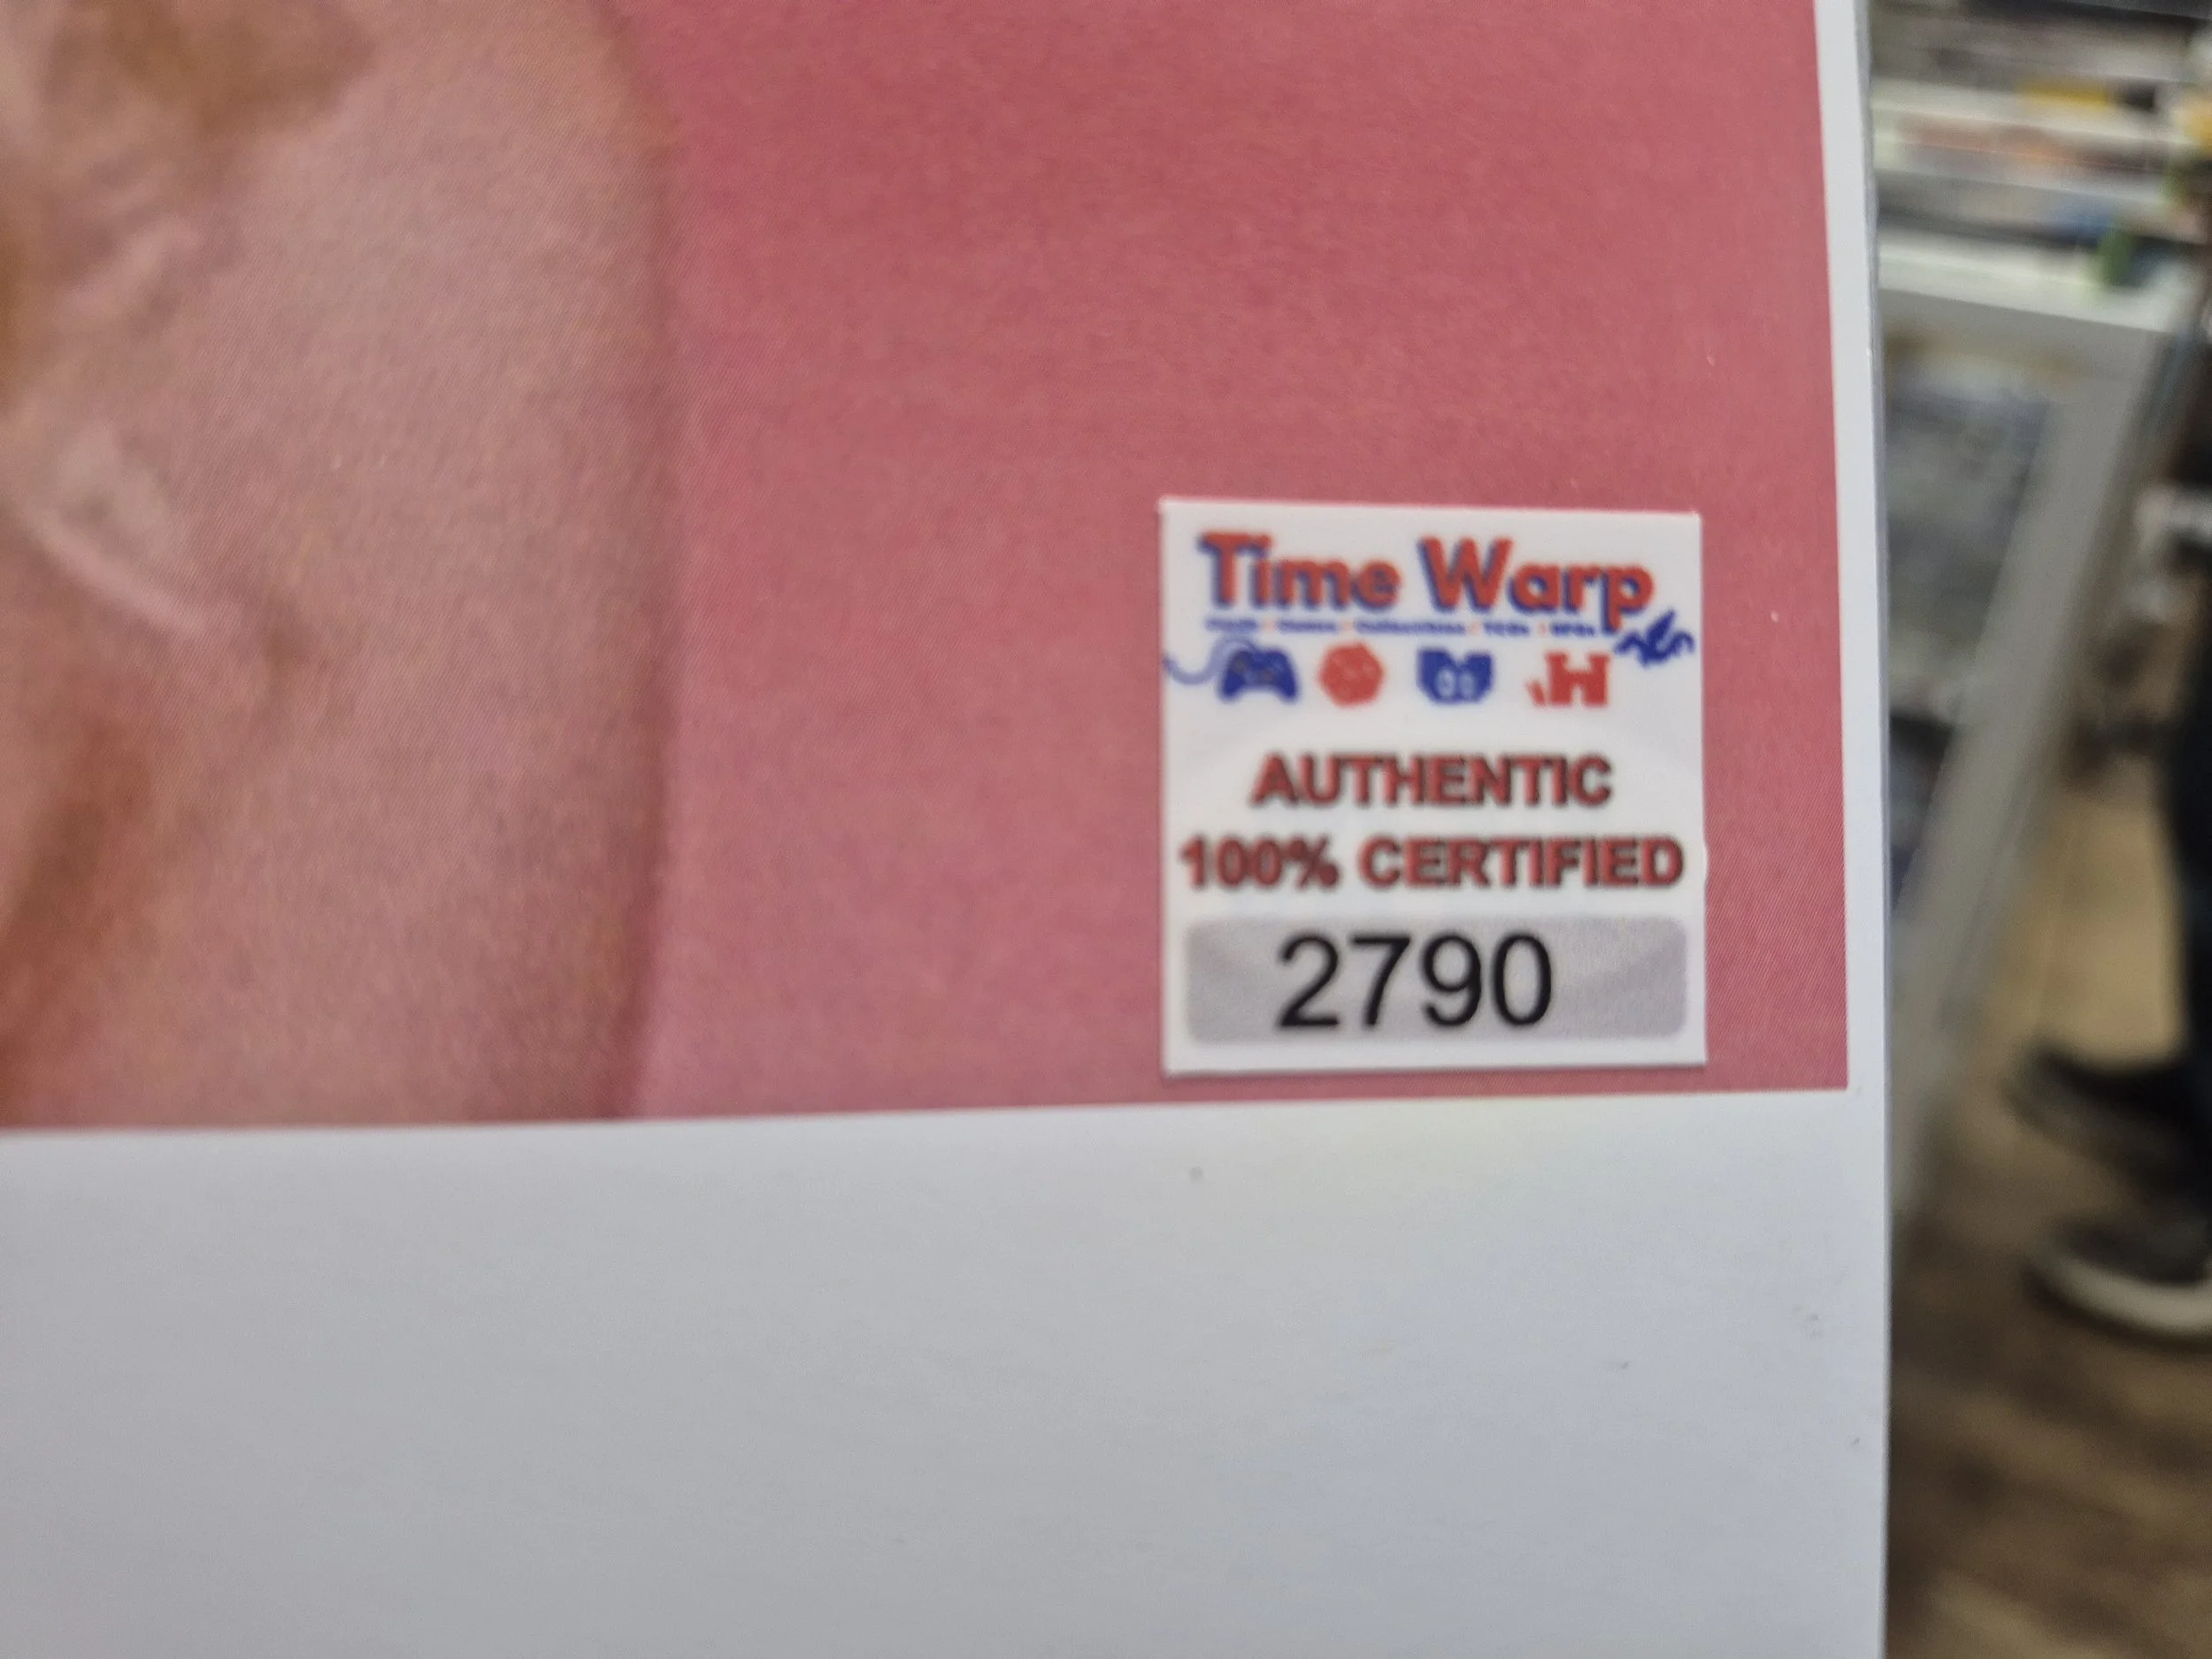 Time Warp
AUTHENTIC
100% CERTIFIED
2790